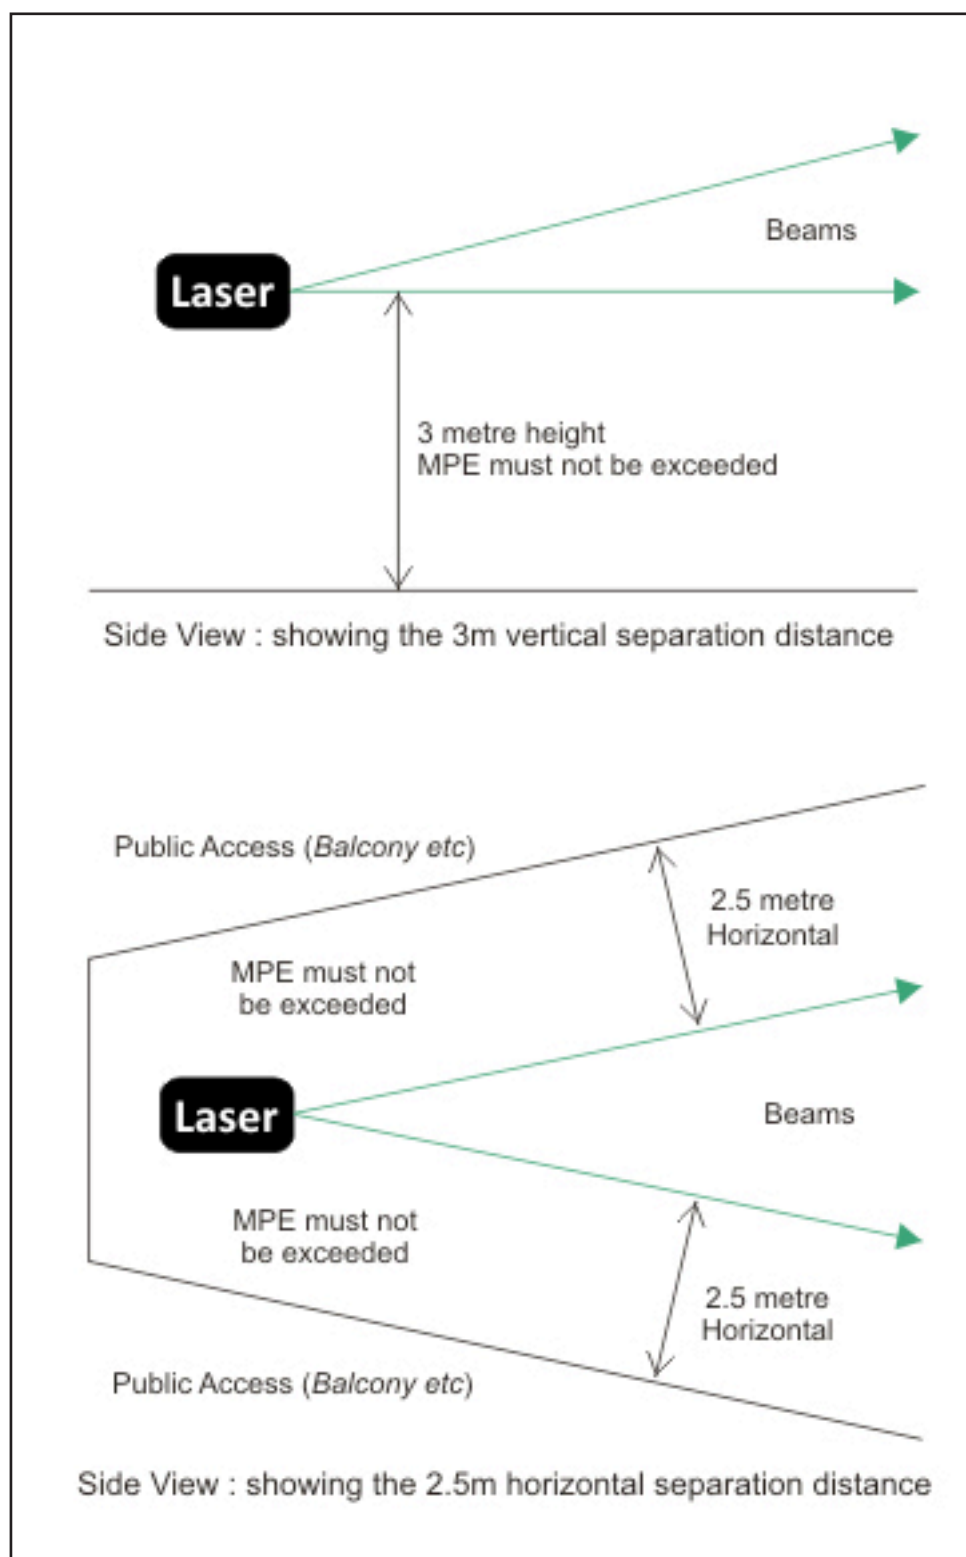 Beams
Laser
3 metre height
MPE must not be exceeded
Side View : showing the 3m vertical separation distance
Public Access (Balcony etc)
2.5 metre
Horizontal
MPE must not
be exceeded
Laser
Beams
MPE must not
be exceeded
2.5 metre
Horizontal
Public Access (Balcony etc)
Side View : showing the 2.5m horizontal separation distance